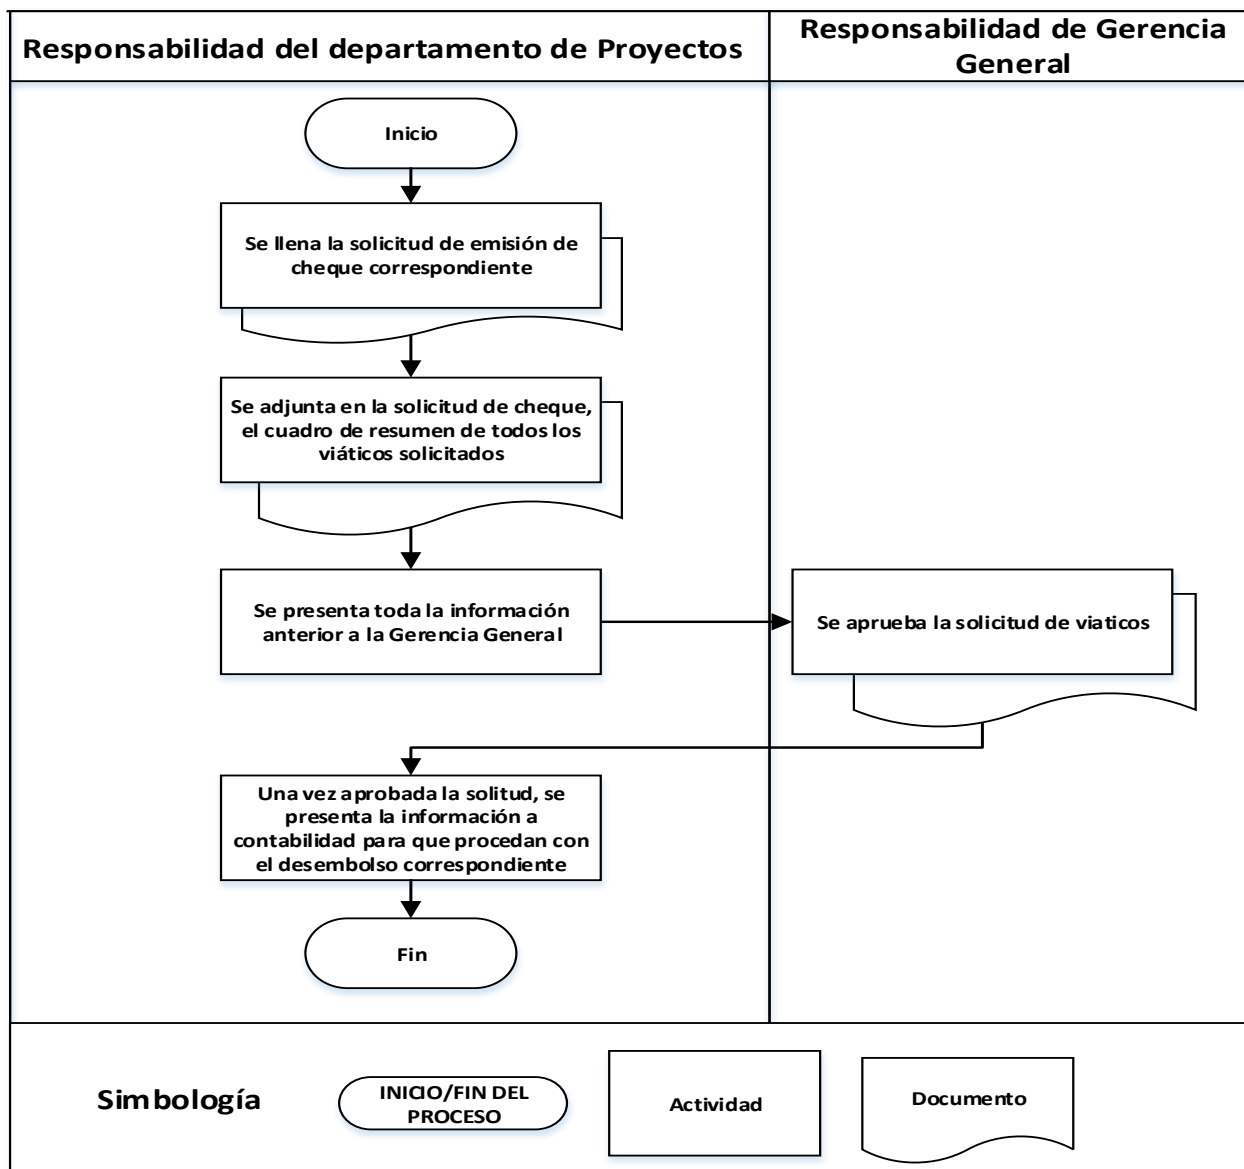 Responsabilidad del departamento de Proyectos
Responsabilidad de Gerencia
General
Inicio
Se llena la solicitud de emisión de
cheque correspondiente
Se adjunta en la solicitud de cheque,
el cuadro de resumen de todos los
viáticos solicitados
Se presenta toda la información
anterior a la Gerencia General
Se aprueba la solicitud de viaticos
Una vez aprobada la solitud, se
presenta la información a
contabilidad para que procedan con
el desembolso correspondiente
Fin
Simbología
INICIO/FIN DEL
PROCESO
Actividad
Documento